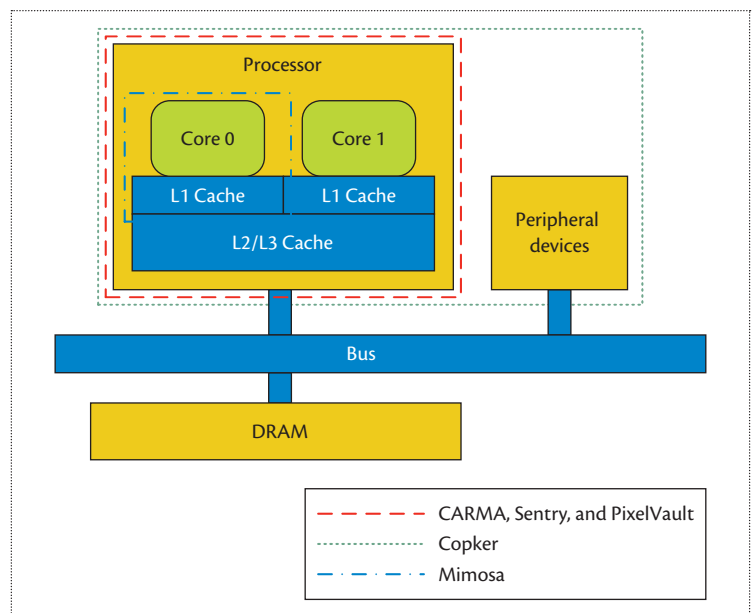 Processor
Core 0
Core 1
L1 Cache
L1 Cache
L2/L3 Cache
Peripheral
devices
Bus
DRAM
CARMA, Sentry, and PixelVault
Copker
Mimosa